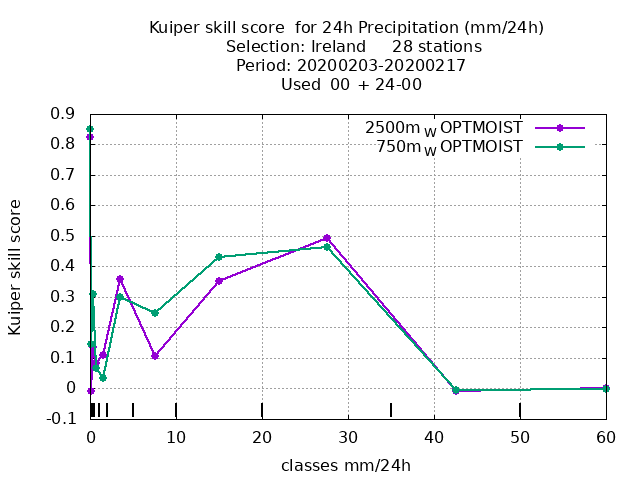 Kuiper skill score for 24h Precipitation (mm/24h)
Selection: Ireland 28 stations
Period: 20200203-20200217
Used 00 + 24-00
2500m_W OPTMOIST
750m_W OPTMOIST
Kuiper skill score
0.9
0.8
0.7
0.6
0.5
0.4
0.3
0.2
0.1
0
-0.1
0 10 20 30 40 50 60
classes mm/24h